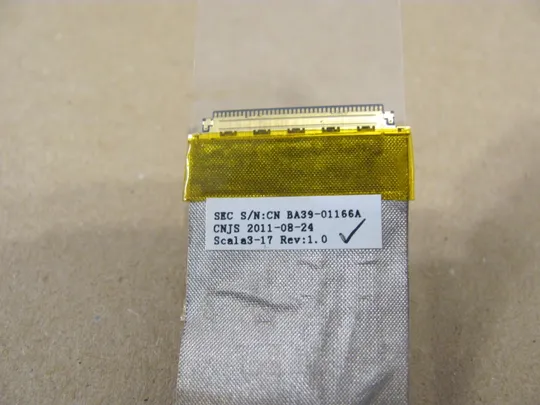 SEC S/N:CN BA39-01166A
CNJS 2011-08-24
Scala3-17 Rev:1.0